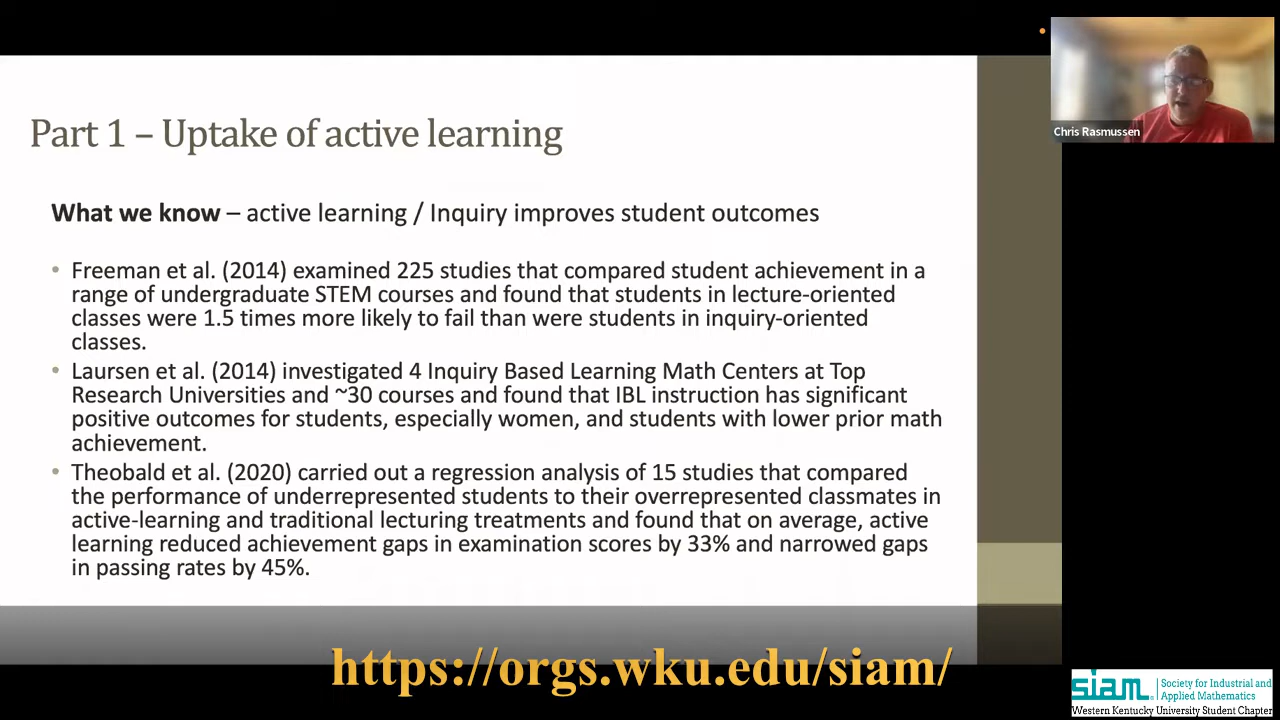 Part 1 – Uptake of active learning
What we know – active learning / Inquiry improves student outcomes
• Freeman et al. (2014) examined 225 studies that compared student achievement in a
range of undergraduate STEM courses and found that students in lecture-oriented
classes were 1.5 times more likely to fail than were students in inquiry-oriented
classes.
• Laursen et al. (2014) investigated 4 Inquiry Based Learning Math Centers at Top
Research Universities and ~30 courses and found that IBL instruction has significant
positive outcomes for students, especially women, and students with lower prior math
achievement.
• Theobald et al. (2020) carried out a regression analysis of 15 studies that compared
the performance of underrepresented students to their overrepresented classmates in
active-learning and traditional lecturing treatments and found that on average, active
learning reduced achievement gaps in examination scores by 33% and narrowed gaps
in passing rates by 45%.
Chris Rasmussen
https://orgs.wku.edu/siam/
siam. Society for Industrial and
Applied Mathematics
Western Kentucky University Student Chapter